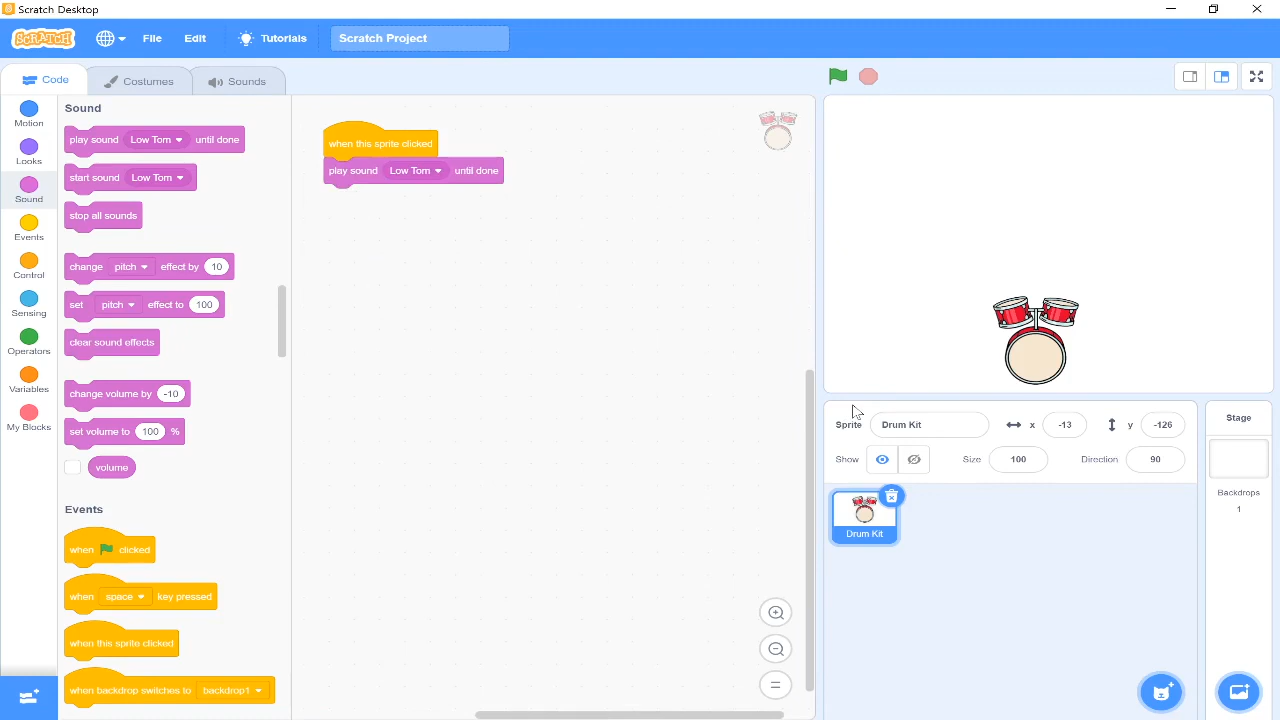 Scratch Desktop
SCRATCH File Edit Tutorials Scratch Project
Code Costumes Sounds
Motion
Looks
Sound
Events
Control
Sensing
Operators
Variables
My Blocks
Sound
play sound Low Tom until done
start sound Low Tom
stop all sounds
change pitch effect by 10
set pitch effect to 100
clear sound effects
change volume by -10
set volume to 100 %
volume
Events
when clicked
when space key pressed
when this sprite clicked
when backdrop switches to backdrop1
when this sprite clicked
play sound Low Tom until done
Sprite Drum Kit x -13 y -126
Show Size 100 Direction 90
Drum Kit
Stage
Backdrops
1